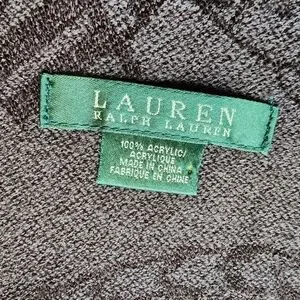 LAUREN
RALPH LAUREN
100% ACRYLIC/
ACRYLIQUE
MADE IN CHINA
FABRIQUE EN CHINE